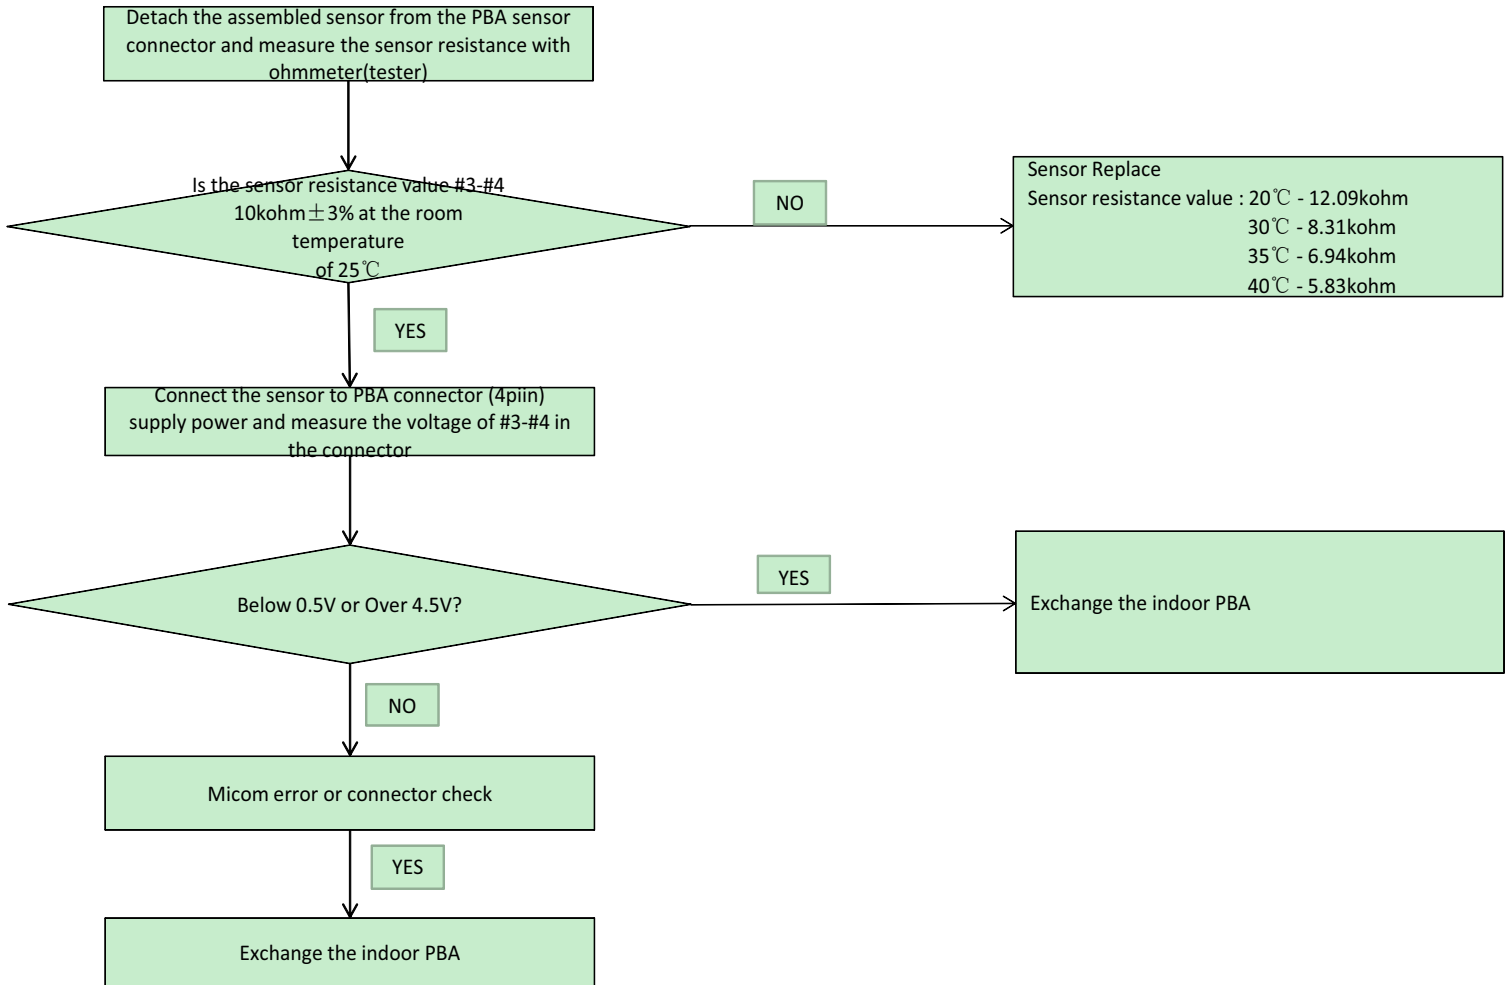 Detach the assembled sensor from the PBA sensor
connector and measure the sensor resistance with
ohmmeter(tester)
Is the sensor resistance value #3-#4
10kohm±3% at the room
temperature
of 25℃
NO
Sensor Replace
Sensor resistance value : 20℃ - 12.09kohm
30℃ - 8.31kohm
35℃ - 6.94kohm
40℃ - 5.83kohm
YES
Connect the sensor to PBA connector (4piin)
supply power and measure the voltage of #3-#4 in
the connector
Below 0.5V or Over 4.5V?
YES
Exchange the indoor PBA
NO
Micom error or connector check
YES
Exchange the indoor PBA